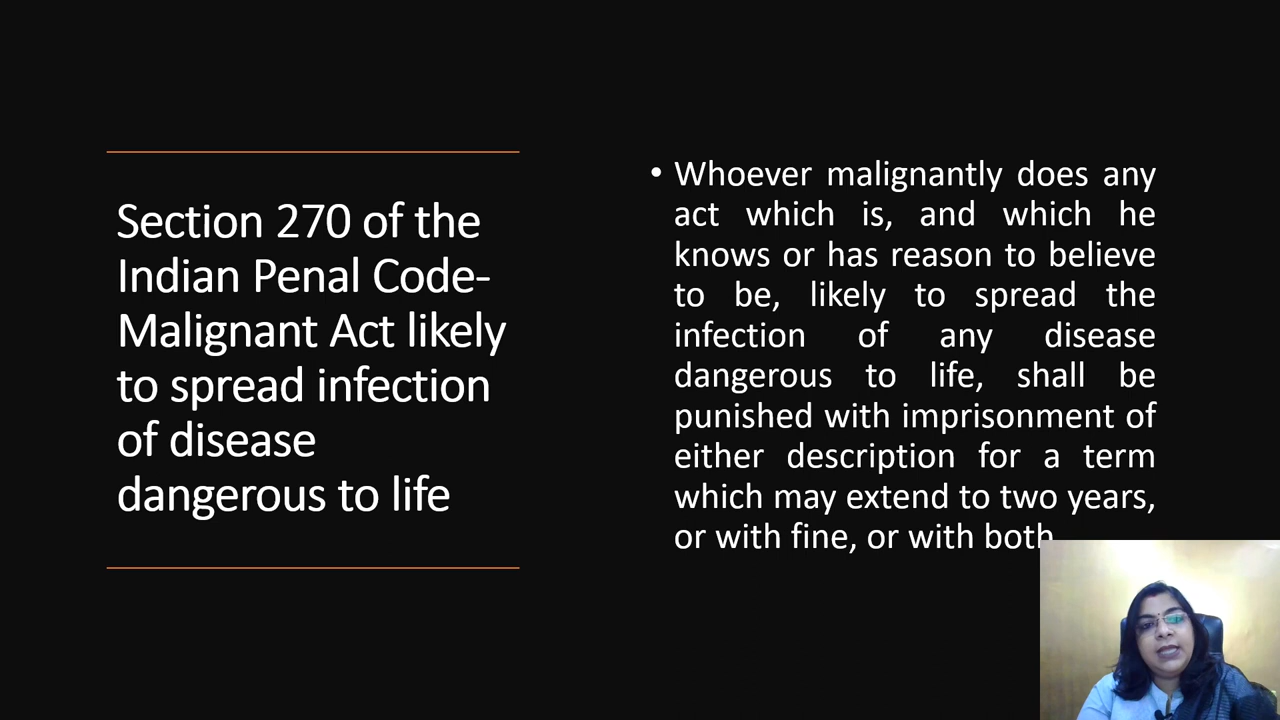 Section 270 of the
Indian Penal Code-
Malignant Act likely
to spread infection
of disease
dangerous to life
• Whoever malignantly does any
act which is, and which he
knows or has reason to believe
to be, likely to spread the
infection of any disease
dangerous to life, shall be
punished with imprisonment of
either description for a term
which may extend to two years,
or with fine, or with both